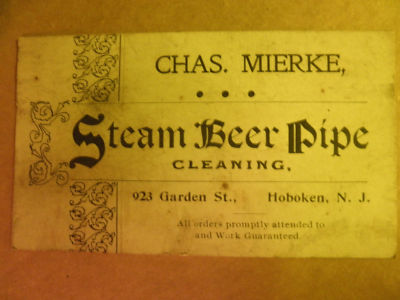 CHAS. MIERKE,
• • •
Steam Beer Pipe
CLEANING,
923 Garden St., Hoboken, N. J.
All orders promptly attended to
and Work Guaranteed.